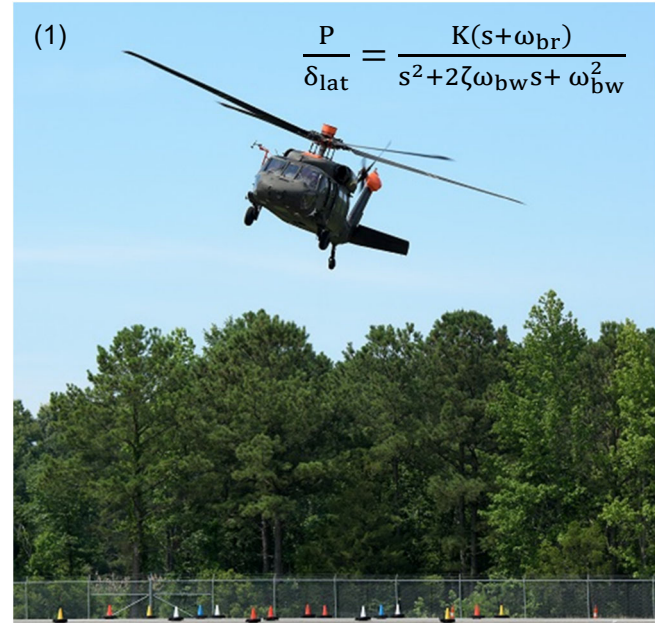 (1)
P/δ_lat = K(s+ω_br)/(s²+2ζω_bw s+ ω_bw²)